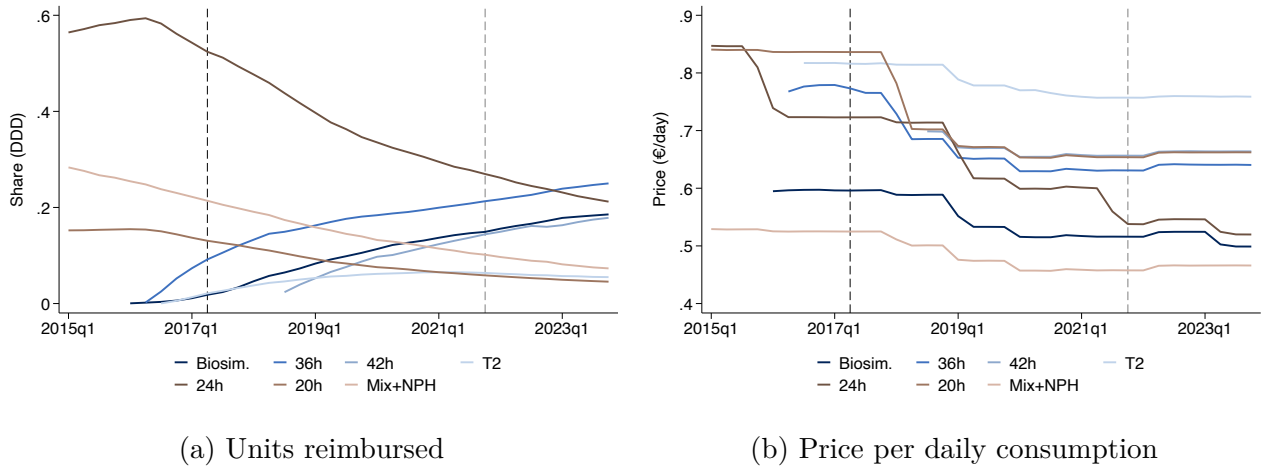 .6
.4
.2
0
Share (DDD)
2015q1 2017q1 2019q1 2021q1 2023q1
Biosim. 36h 42h T2
24h 20h Mix+NPH
(a) Units reimbursed
.9
.8
.7
.6
.5
.4
Price (€/day)
2015q1 2017q1 2019q1 2021q1 2023q1
Biosim. 36h 42h T2
24h 20h Mix+NPH
(b) Price per daily consumption